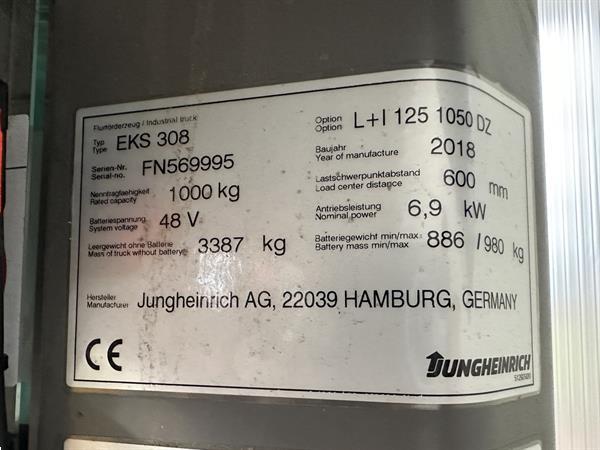 Flurförderzeug / Industrial truck
Typ
Type EKS 308
Option
Option L+I 125 1050 DZ
Serien-Nr.
Serial-no. FN569995
Baujahr
Year of manufacture 2018
Nenntragfaehigkeit
Rated capacity 1000 kg
Lastschwerpunktabstand
Load center distance 600 mm
Batteriespannung
System voltage 48 V
Antriebsleistung
Nominal power 6,9 kW
Leergewicht ohne Batterie
Mass of truck without battery 3387 kg
Batteriegewicht min/max
Battery mass min/max 886 /980 kg
Hersteller
Manufacturer Jungheinrich AG, 22039 HAMBURG, GERMANY
CE
JUNGHEINRICH